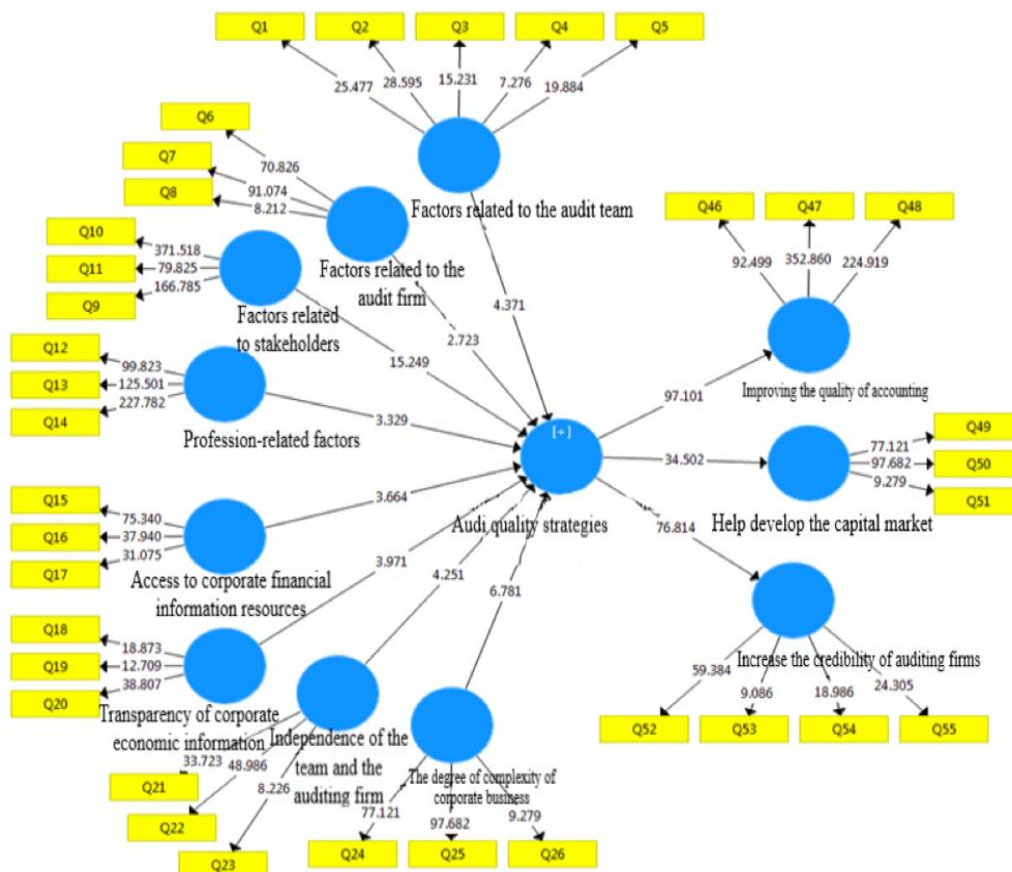 Q1
Q2
Q3
Q4
Q5
25.477
28.595
15.231
7.276
19.884
Factors related to the audit team
Q6
Q7
Q8
70.826
91.074
8.212
Factors related to the
audit firm
Q10
Q11
Q9
371.518
79.825
166.785
Factors related
to stakeholders
Q12
Q13
Q14
99.823
125.501
227.782
Profession-related factors
Q15
Q16
Q17
75.340
37.940
31.075
Access to corporate financial
information resources
Q18
Q19
Q20
18.873
12.709
38.807
Transparency of corporate
economic information
Q21
Q22
Q23
33.723
48.986
8.226
Independence of the
team and the
auditing firm
The degree of complexity of
corporate business
77.121
97.682
9.279
Q24
Q25
Q26
4.371
2.723
15.249
3.329
3.664
3.971
4.251
6.781
[+]
Audi quality strategies
97.101
34.502
76.814
Q46
Q47
Q48
92.499
352.860
224.919
Improving the quality of accounting
Q49
Q50
Q51
77.121
97.682
9.279
Help develop the capital market
Increase the credibility of auditing firms
59.384
9.086
18.986
24.305
Q52
Q53
Q54
Q55